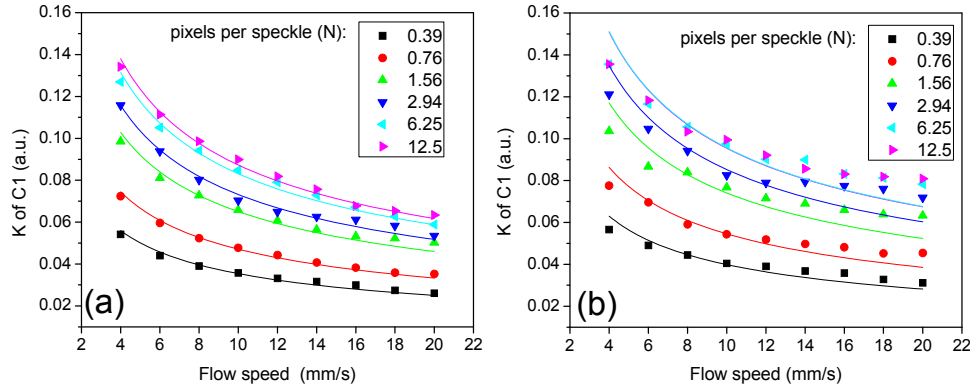 pixels per speckle (N):
0.39
0.76
1.56
2.94
6.25
12.5
0.16
0.14
0.12
0.10
0.08
0.06
0.04
0.02
K of C1 (a.u.)
(a)
2 4 6 8 10 12 14 16 18 20 22
Flow speed (mm/s)
pixels per speckle (N):
0.39
0.76
1.56
2.94
6.25
12.5
0.16
0.14
0.12
0.10
0.08
0.06
0.04
0.02
K of C1 (a.u.)
(b)
2 4 6 8 10 12 14 16 18 20 22
Flow speed (mm/s)